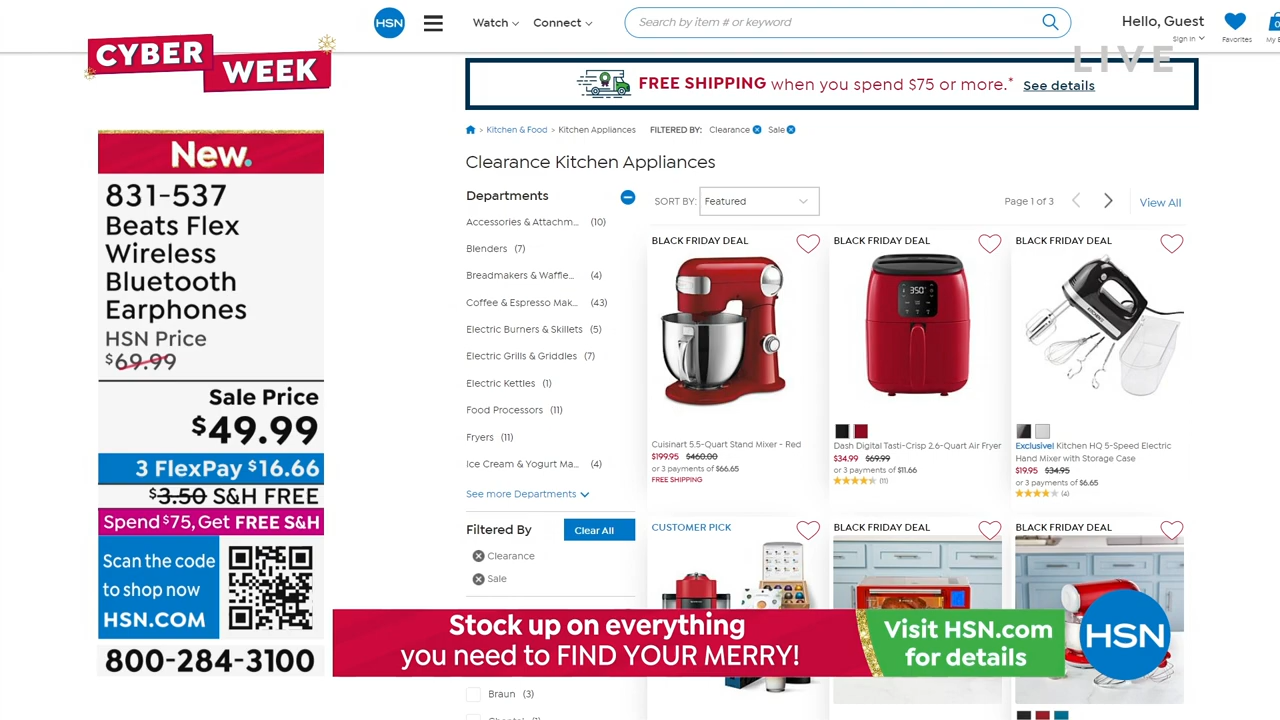 HSN
Watch
Connect
Search by item # or keyword
Hello, Guest
Sign In
Favorites
LIVE
CYBER
WEEK
FREE SHIPPING when you spend $75 or more.* See details
> Kitchen & Food > Kitchen Appliances FILTERED BY: Clearance Sale
Clearance Kitchen Appliances
New.
831-537
Beats Flex
Wireless
Bluetooth
Earphones
HSN Price
$69.99
Sale Price
$49.99
3 FlexPay $16.66
$3.50 S&H FREE
Spend $75, Get FREE S&H
Scan the code
to shop now
HSN.COM
800-284-3100
Departments
Accessories & Attachm... (10)
Blenders (7)
Breadmakers & Waffle... (4)
Coffee & Espresso Mak... (43)
Electric Burners & Skillets (5)
Electric Grills & Griddles (7)
Electric Kettles (1)
Food Processors (11)
Fryers (11)
Ice Cream & Yogurt Ma... (4)
See more Departments
Filtered By
Clear All
Clearance
Sale
Braun (3)
SORT BY: Featured
Page 1 of 3
View All
BLACK FRIDAY DEAL
Cuisinart 5.5-Quart Stand Mixer - Red
$199.95 $460.00
or 3 payments of $66.65
FREE SHIPPING
BLACK FRIDAY DEAL
350°
Dash Digital Tasti-Crisp 2.6-Quart Air Fryer
$34.99 $69.99
or 3 payments of $11.66
(11)
BLACK FRIDAY DEAL
Exclusive! Kitchen HQ 5-Speed Electric
Hand Mixer with Storage Case
$19.95 $34.95
or 3 payments of $6.65
(4)
CUSTOMER PICK
BLACK FRIDAY DEAL
BLACK FRIDAY DEAL
Stock up on everything
you need to FIND YOUR MERRY!
Visit HSN.com
for details
HSN